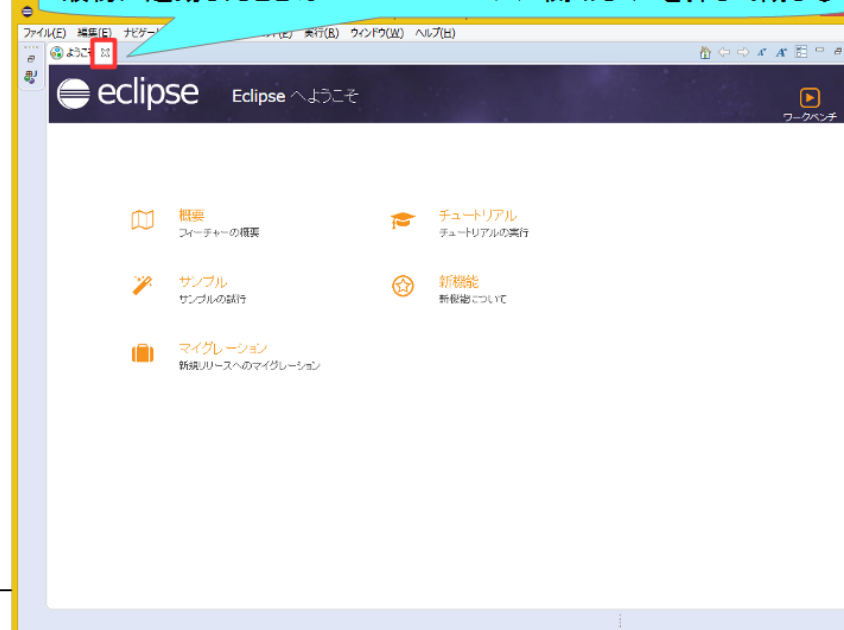 ファイル(E) 編集(E) 実行(R) ウィンドウ(W) ヘルプ(H)
ようこそ
eclipse Eclipse へようこそ
ワークベンチ
概要
フィーチャーの概要
チュートリアル
チュートリアルの実行
サンプル
サンプルの試行
新機能
新機能について
マイグレーション
新規リリースへのマイグレーション